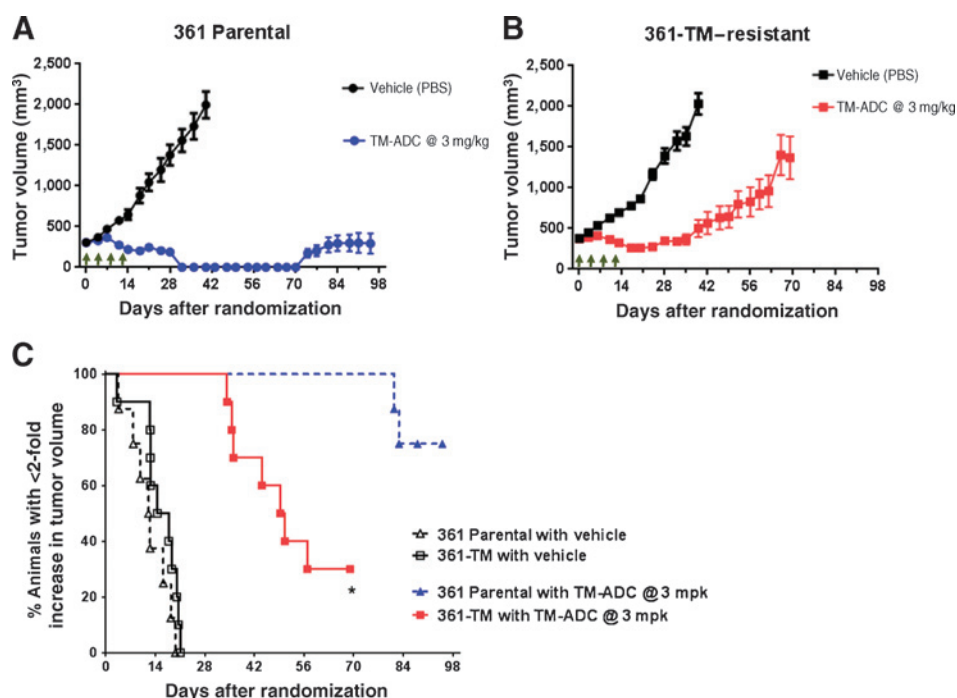 A
361 Parental
Tumor volume (mm³)
2,500
2,000
1,500
1,000
500
0
Vehicle (PBS)
TM-ADC @ 3 mg/kg
0 14 28 42 56 70 84 98
Days after randomization
B
361-TM–resistant
Tumor volume (mm³)
2,500
2,000
1,500
1,000
500
0
Vehicle (PBS)
TM-ADC @ 3 mg/kg
0 14 28 42 56 70 84 98
Days after randomization
C
% Animals with <2-fold
increase in tumor volume
100
80
60
40
20
0
361 Parental with vehicle
361-TM with vehicle
361 Parental with TM-ADC @ 3 mpk
361-TM with TM-ADC @ 3 mpk
*
0 14 28 42 56 70 84 98
Days after randomization